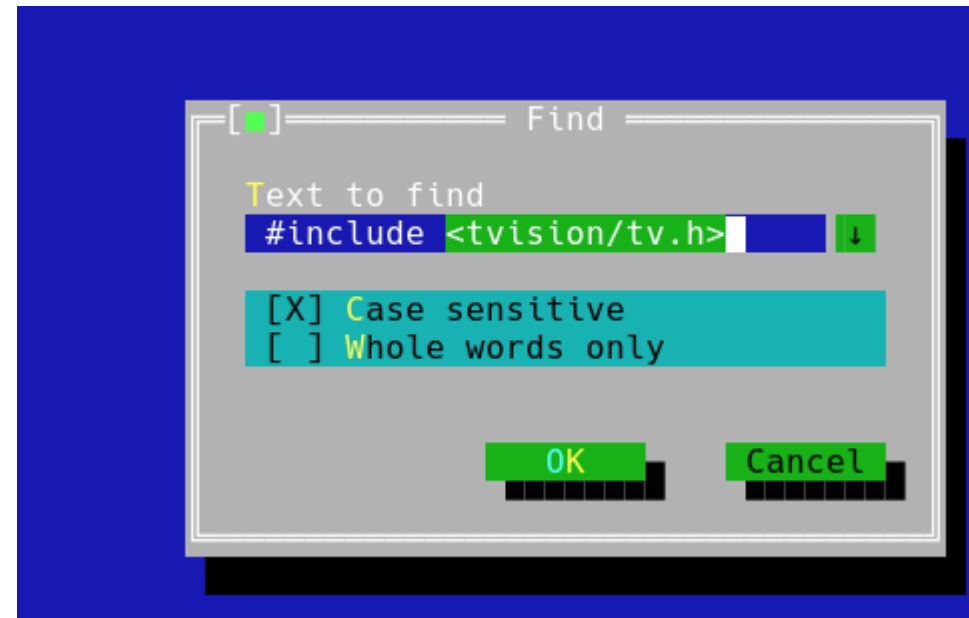 [■] Find
Text to find
#include <tvision/tv.h> ↓
[X] Case sensitive
[ ] Whole words only
OK Cancel